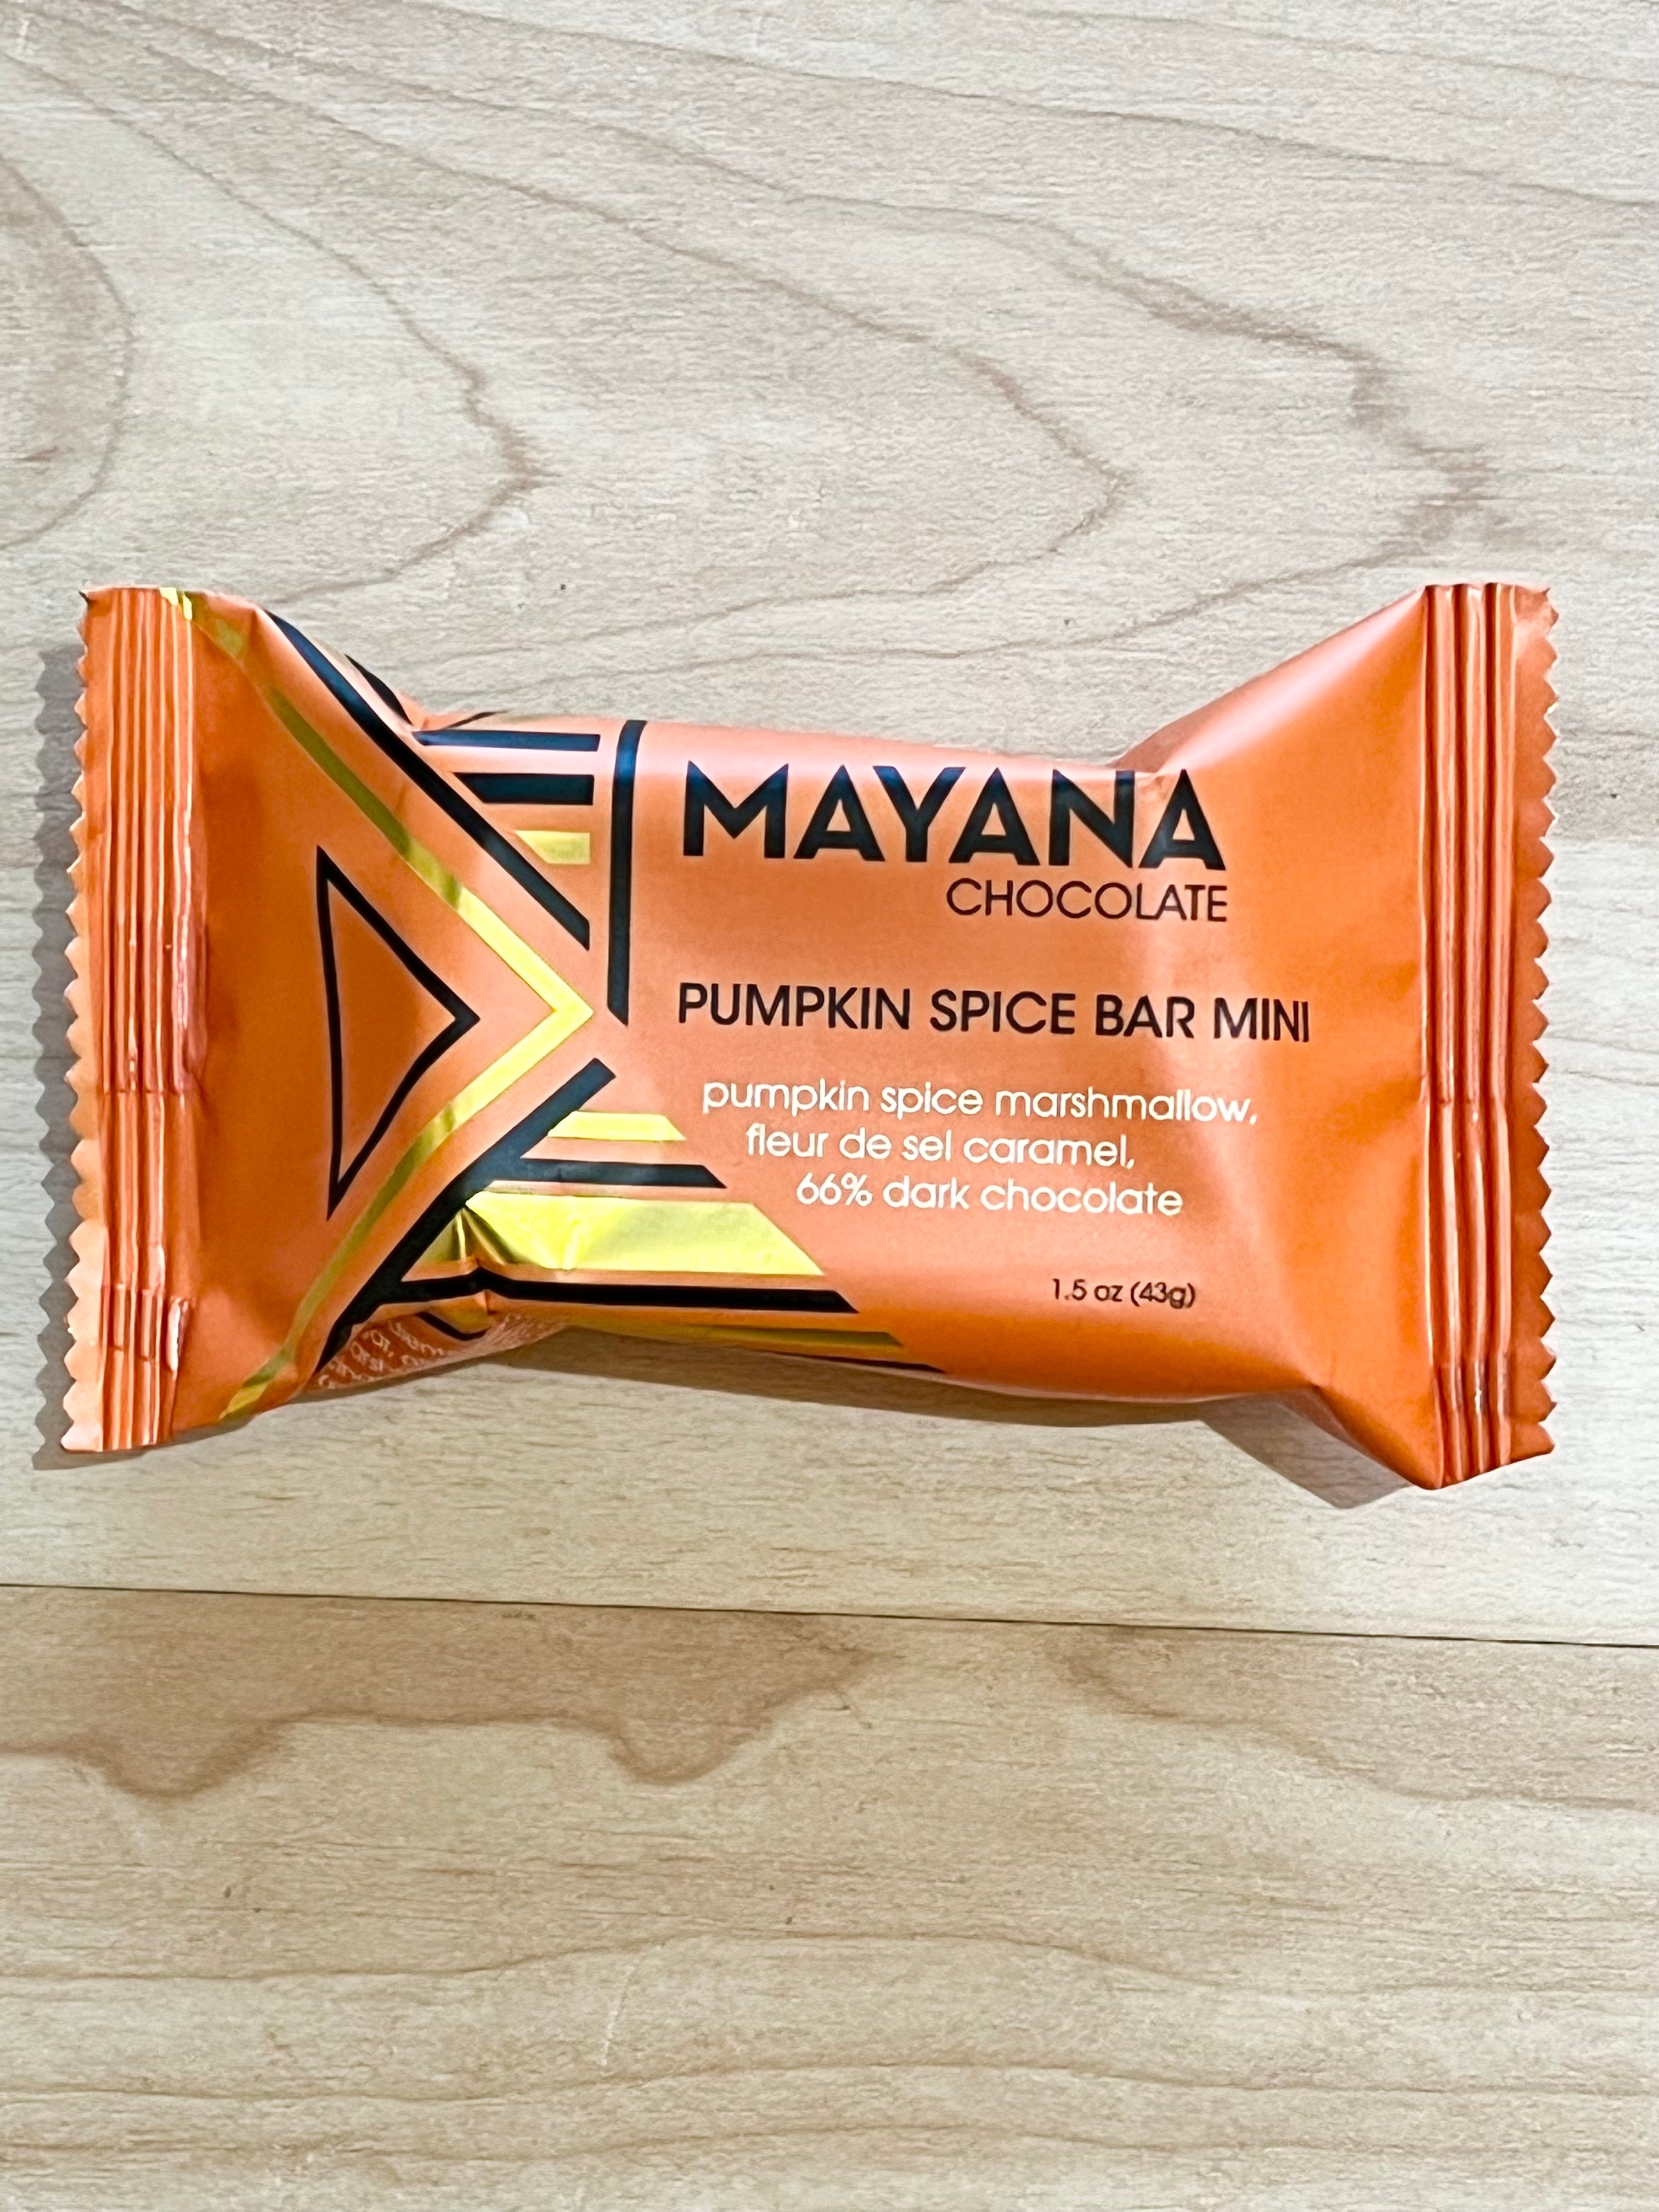 MAYANA
CHOCOLATE
PUMPKIN SPICE BAR MINI
pumpkin spice marshmallow,
fleur de sel caramel,
66% dark chocolate
1.5 oz (43g)